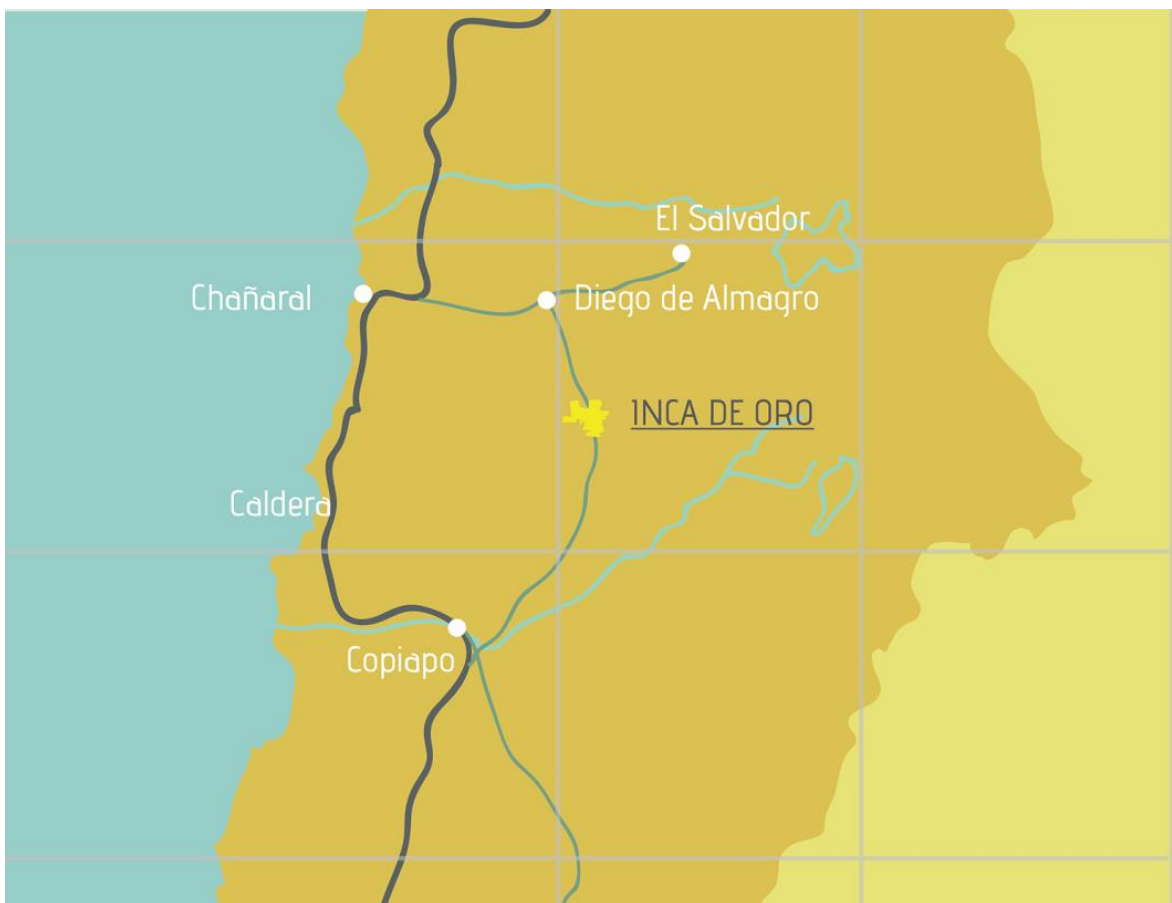 El Salvador
Chañaral
Diego de Almagro
INCA DE ORO
Caldera
Copiapo